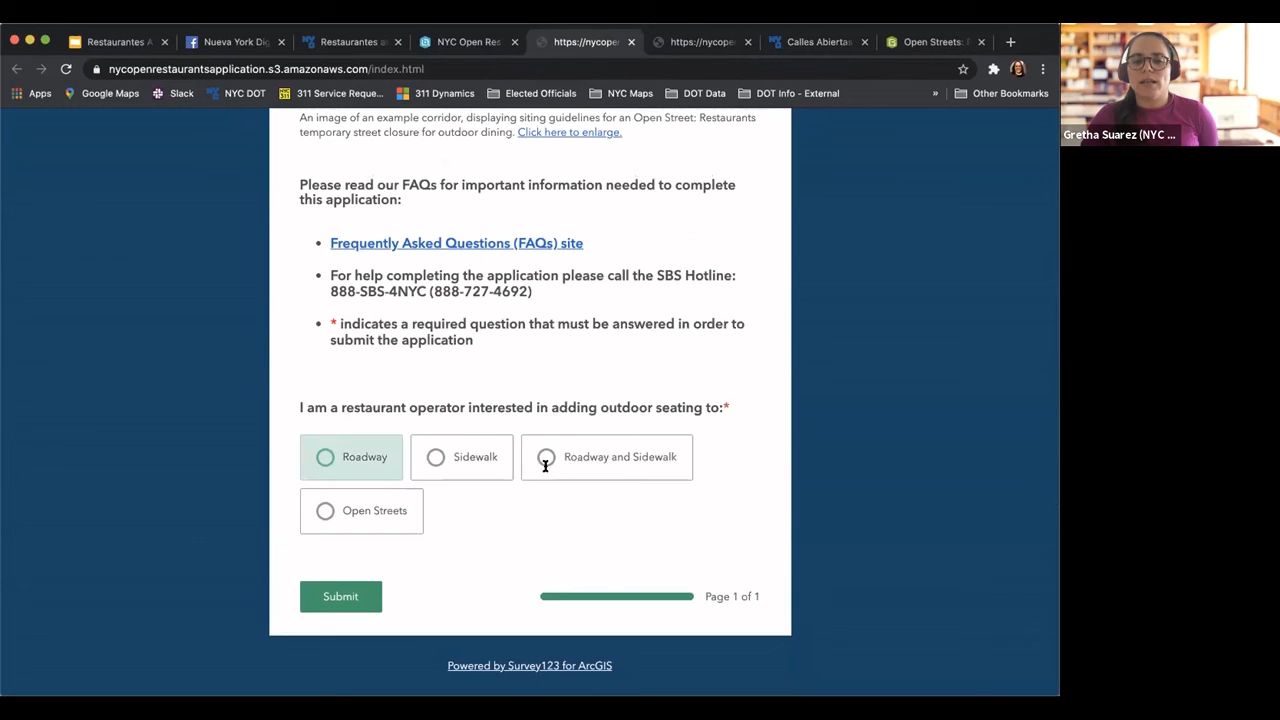 Restaurantes A
Nueva York Dig
Restaurantes a
NYC Open Res
https://nycope
https://nycope
Calles Abiertas
Open Streets: R
nycopenrestaurantsapplication.s3.amazonaws.com/index.html
Apps
Google Maps
Slack
NYC DOT
311 Service Reque...
311 Dynamics
Elected Officials
NYC Maps
DOT Data
DOT Info - External
»
Other Bookmarks
An image of an example corridor, displaying siting guidelines for an Open Street: Restaurants
temporary street closure for outdoor dining. Click here to enlarge.
Please read our FAQs for important information needed to complete
this application:
• Frequently Asked Questions (FAQs) site
• For help completing the application please call the SBS Hotline:
888-SBS-4NYC (888-727-4692)
• * indicates a required question that must be answered in order to
submit the application
I am a restaurant operator interested in adding outdoor seating to:*
Roadway
Sidewalk
Roadway and Sidewalk
Open Streets
Submit
Page 1 of 1
Powered by Survey123 for ArcGIS
Gretha Suarez (NYC ...